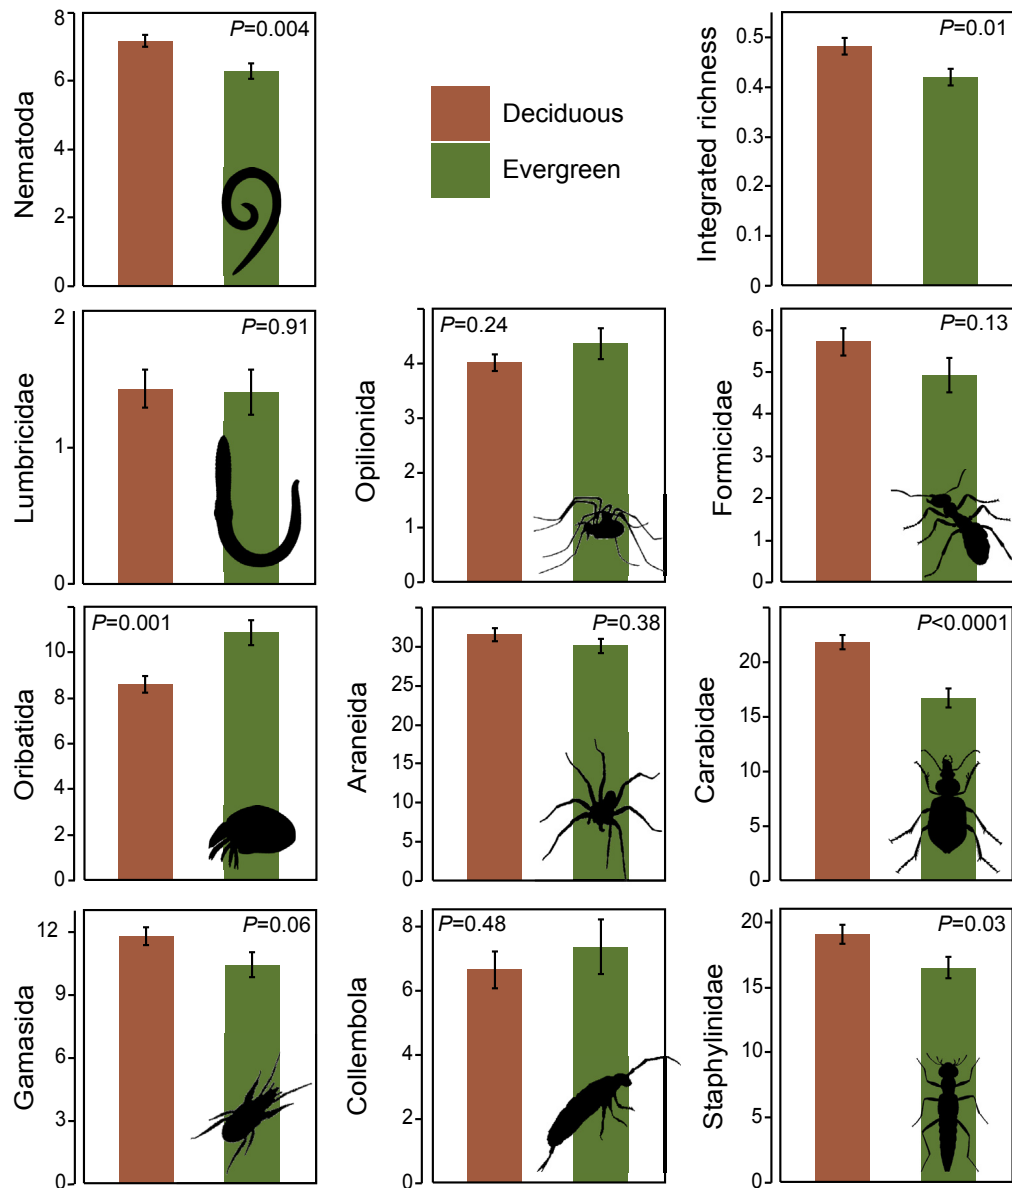 Nematoda
8
6
4
2
0
P=0.004
Deciduous
Evergreen
Integrated richness
0.5
0.4
0.3
0.2
0.1
0
P=0.01
Lumbricidae
2
1
0
P=0.91
Opilionida
4
3
2
1
0
P=0.24
Formicidae
6
5
4
3
2
1
0
P=0.13
Oribatida
10
8
6
4
2
0
P=0.001
Araneida
30
25
20
15
10
5
0
P=0.38
Carabidae
20
15
10
5
0
P<0.0001
Gamasida
12
9
6
3
0
P=0.06
Collembola
8
6
4
2
0
P=0.48
Staphylinidae
20
15
10
5
0
P=0.03